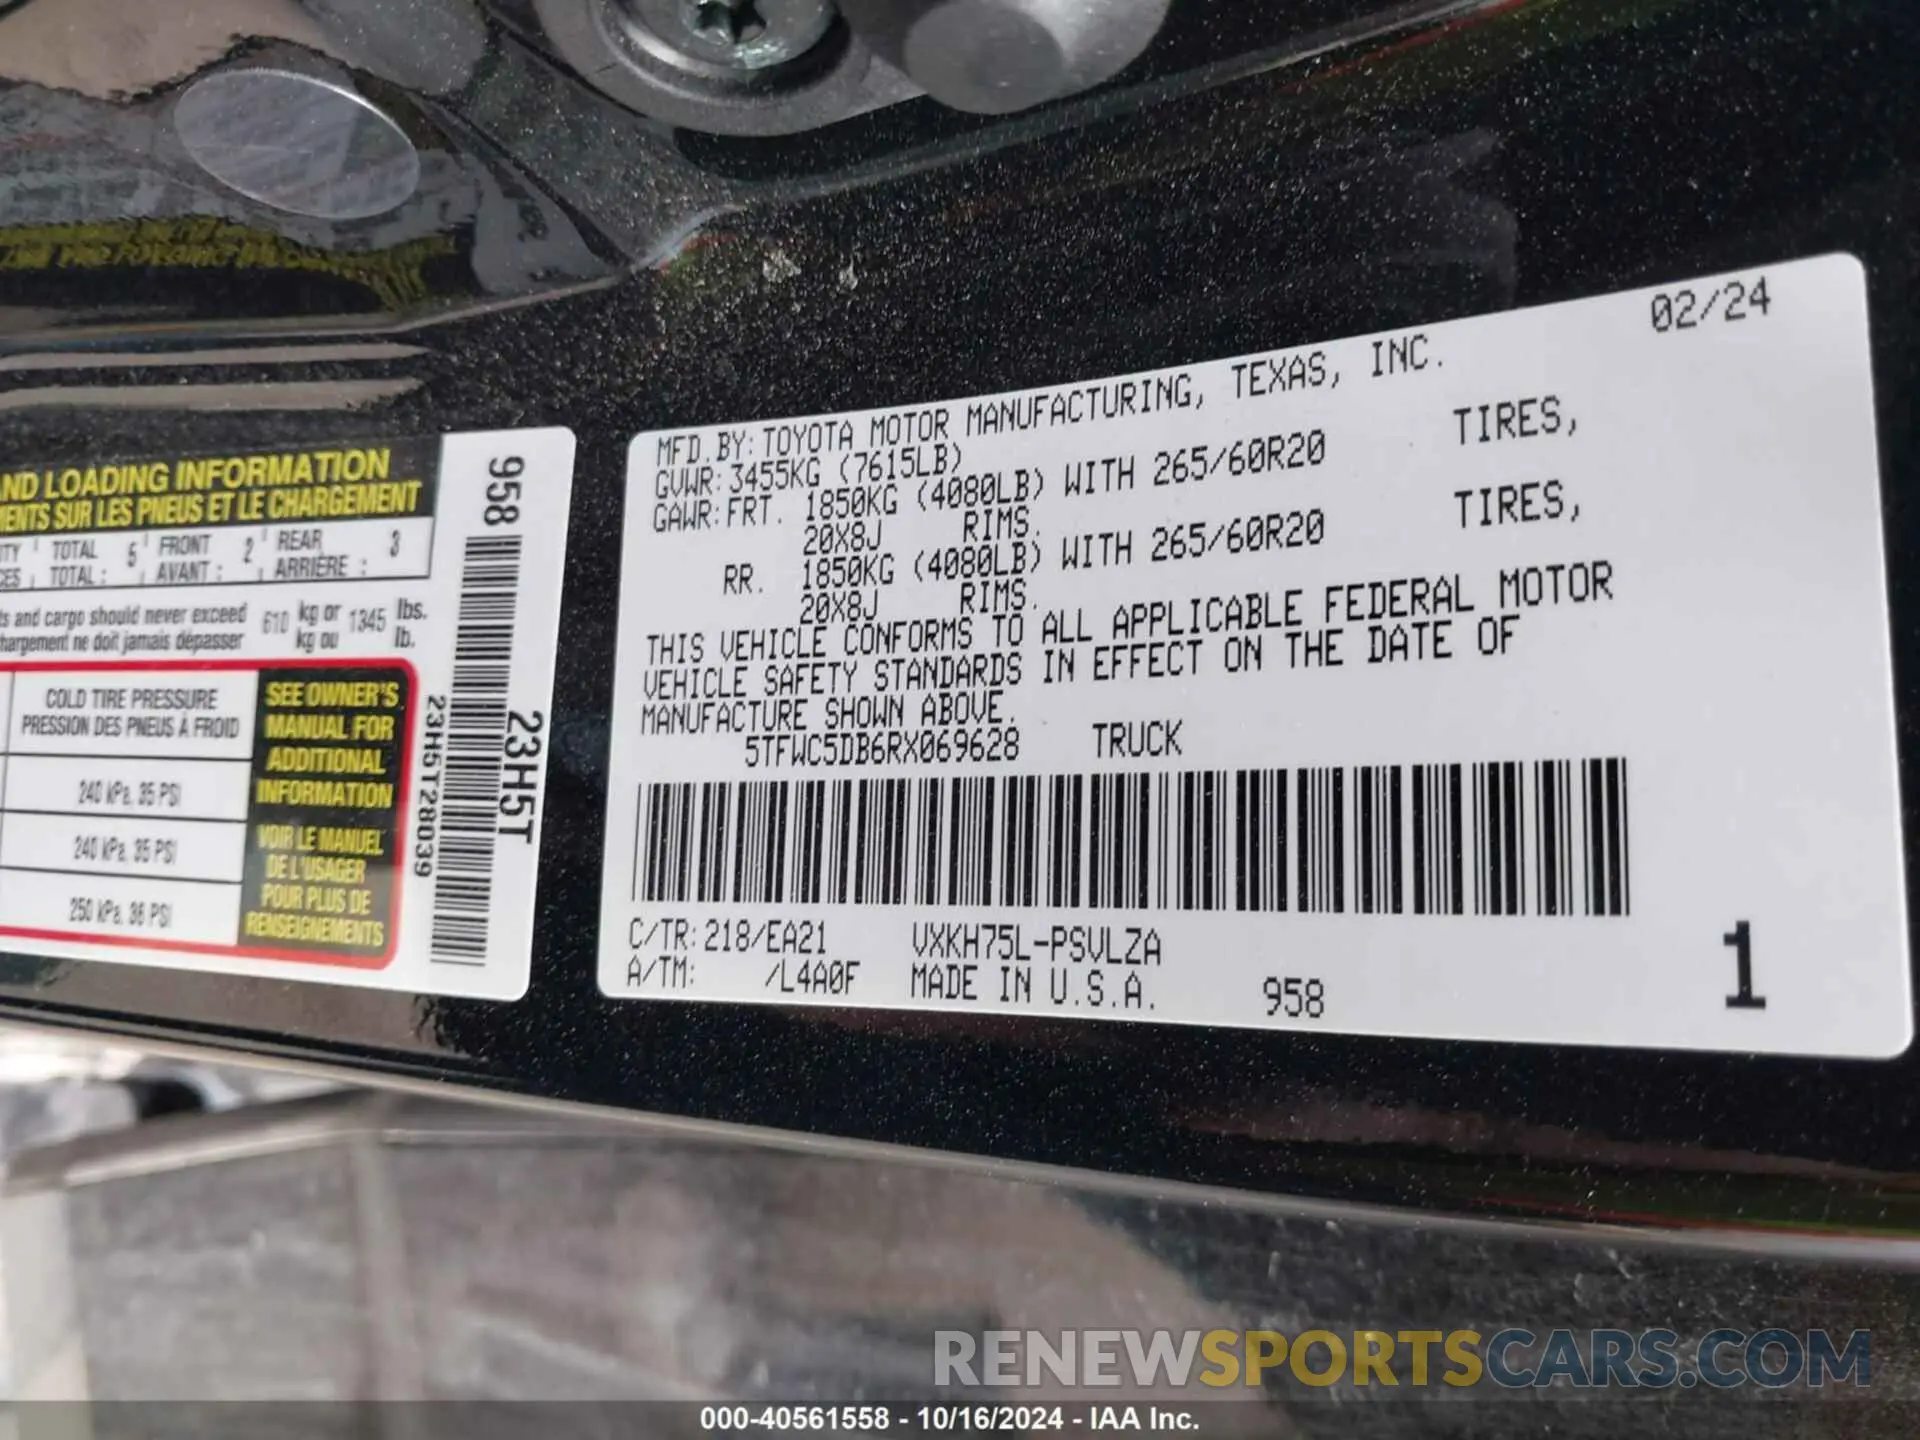 02/24
MFD.BY: TOYOTA MOTOR MANUFACTURING, TEXAS, INC.
GVWR: 3455KG (7615LB)
GAWR: FRT. 1850KG (4080LB) WITH 265/60R20 TIRES,
20X8J RIMS.
RR. 1850KG (4080LB) WITH 265/60R20 TIRES,
20X8J RIMS.
THIS VEHICLE CONFORMS TO ALL APPLICABLE FEDERAL MOTOR
VEHICLE SAFETY STANDARDS IN EFFECT ON THE DATE OF
MANUFACTURE SHOWN ABOVE.
5TFWC5DB6RX069628 TRUCK
C/TR: 218/EA21 VXKH75L-PSVLZA
A/TM: /L4A0F MADE IN U.S.A. 958
1
AND LOADING INFORMATION
SUR LES PNEUS ET LE CHARGEMENT
TOTAL 5 FRONT 2 REAR 3
TOTAL : AVANT : ARRIÈRE :
and cargo should never exceed 610 kg or 1345 lbs.
ne doit jamais dépasser kg ou lb.
COLD TIRE PRESSURE
PRESSION DES PNEUS À FROID
240 kPa, 35 PSI
240 kPa, 35 PSI
250 kPa, 36 PSI
SEE OWNER'S
MANUAL FOR
ADDITIONAL
INFORMATION
VOIR LE MANUEL
DE L'USAGER
POUR PLUS DE
RENSEIGNEMENTS
958
23H5T
23H5T28039
RENEWSPORTSCARS.COM
000-40561558 - 10/16/2024 - IAA Inc.